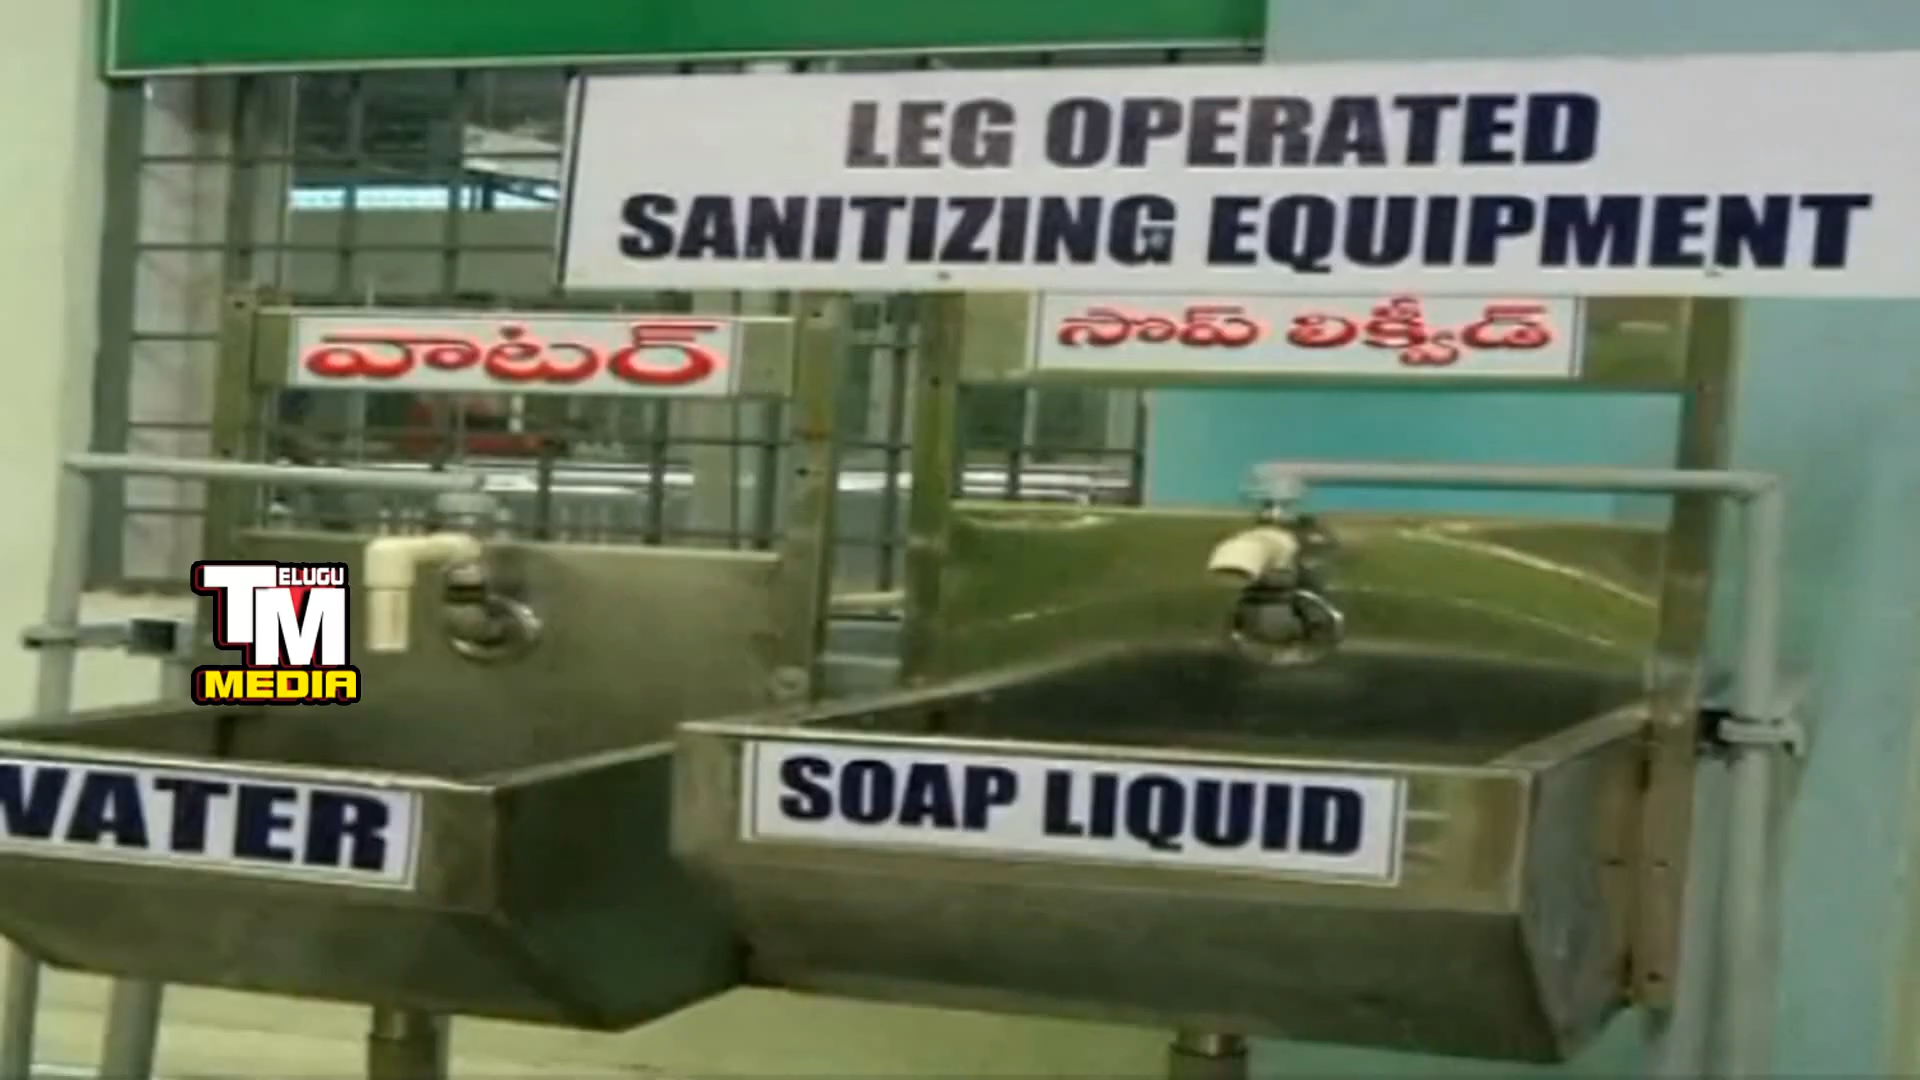 LEG OPERATED
SANITIZING EQUIPMENT
వాటర్
సొప్ లిక్వీడ్
TELUGU
TM
MEDIA
WATER
SOAP LIQUID